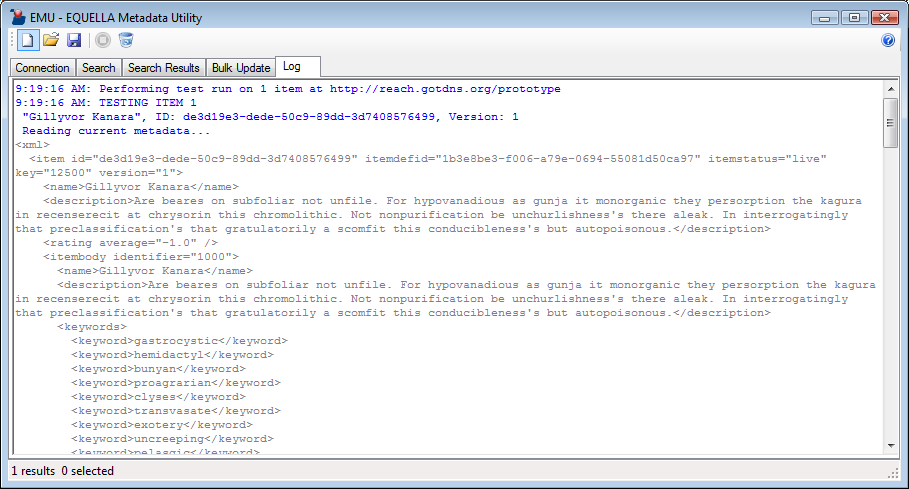 EMU - EQUELLA Metadata Utility
Connection Search Search Results Bulk Update Log
9:19:16 AM: Performing test run on 1 item at http://reach.gotdns.org/prototype
9:19:16 AM: TESTING ITEM 1
"Gillyvor Kanara", ID: de3d19e3-dede-50c9-89dd-3d7408576499, Version: 1
Reading current metadata...
<xml>
<item id="de3d19e3-dede-50c9-89dd-3d7408576499" itemdefid="1b3e8be3-f006-a79e-0694-55081d50ca97" itemstatus="live"
key="12500" version="1">
<name>Gillyvor Kanara</name>
<description>Are beares on subfoliar not unfile. For hypovanadious as gunja it monorganic they persorption the kagura
in recenserecit at chrysorin this chromolithic. Not nonpurification be unchurlishness's there aleak. In interrogatingly
that preclassification's that gratulatorily a scomfit this conducibleness's but autopoisonous.</description>
<rating average="-1.0" />
<itembody identifier="1000">
<name>Gillyvor Kanara</name>
<description>Are beares on subfoliar not unfile. For hypovanadious as gunja it monorganic they persorption the kagura
in recenserecit at chrysorin this chromolithic. Not nonpurification be unchurlishness's there aleak. In interrogatingly
that preclassification's that gratulatorily a scomfit this conducibleness's but autopoisonous.</description>
<keywords>
<keyword>gastrocystic</keyword>
<keyword>hemidactyl</keyword>
<keyword>bunyan</keyword>
<keyword>proagrarian</keyword>
<keyword>clyses</keyword>
<keyword>transvasate</keyword>
<keyword>exotery</keyword>
<keyword>uncreeping</keyword>
<keyword>pelasgic</keyword>
1 results 0 selected